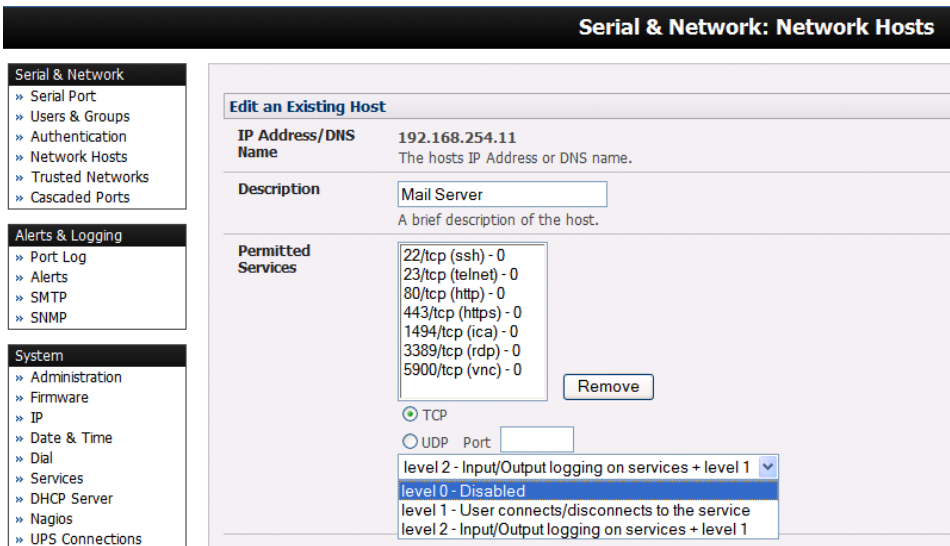 Serial & Network: Network Hosts
Serial & Network
» Serial Port
» Users & Groups
» Authentication
» Network Hosts
» Trusted Networks
» Cascaded Ports
Alerts & Logging
» Port Log
» Alerts
» SMTP
» SNMP
System
» Administration
» Firmware
» IP
» Date & Time
» Dial
» Services
» DHCP Server
» Nagios
» UPS Connections
Edit an Existing Host
IP Address/DNS
Name
192.168.254.11
The hosts IP Address or DNS name.
Description
Mail Server
A brief description of the host.
Permitted
Services
22/tcp (ssh) - 0
23/tcp (telnet) - 0
80/tcp (http) - 0
443/tcp (https) - 0
1494/tcp (ica) - 0
3389/tcp (rdp) - 0
5900/tcp (vnc) - 0
Remove
TCP
UDP Port
level 2 - Input/Output logging on services + level 1
level 0 - Disabled
level 1 - User connects/disconnects to the service
level 2 - Input/Output logging on services + level 1